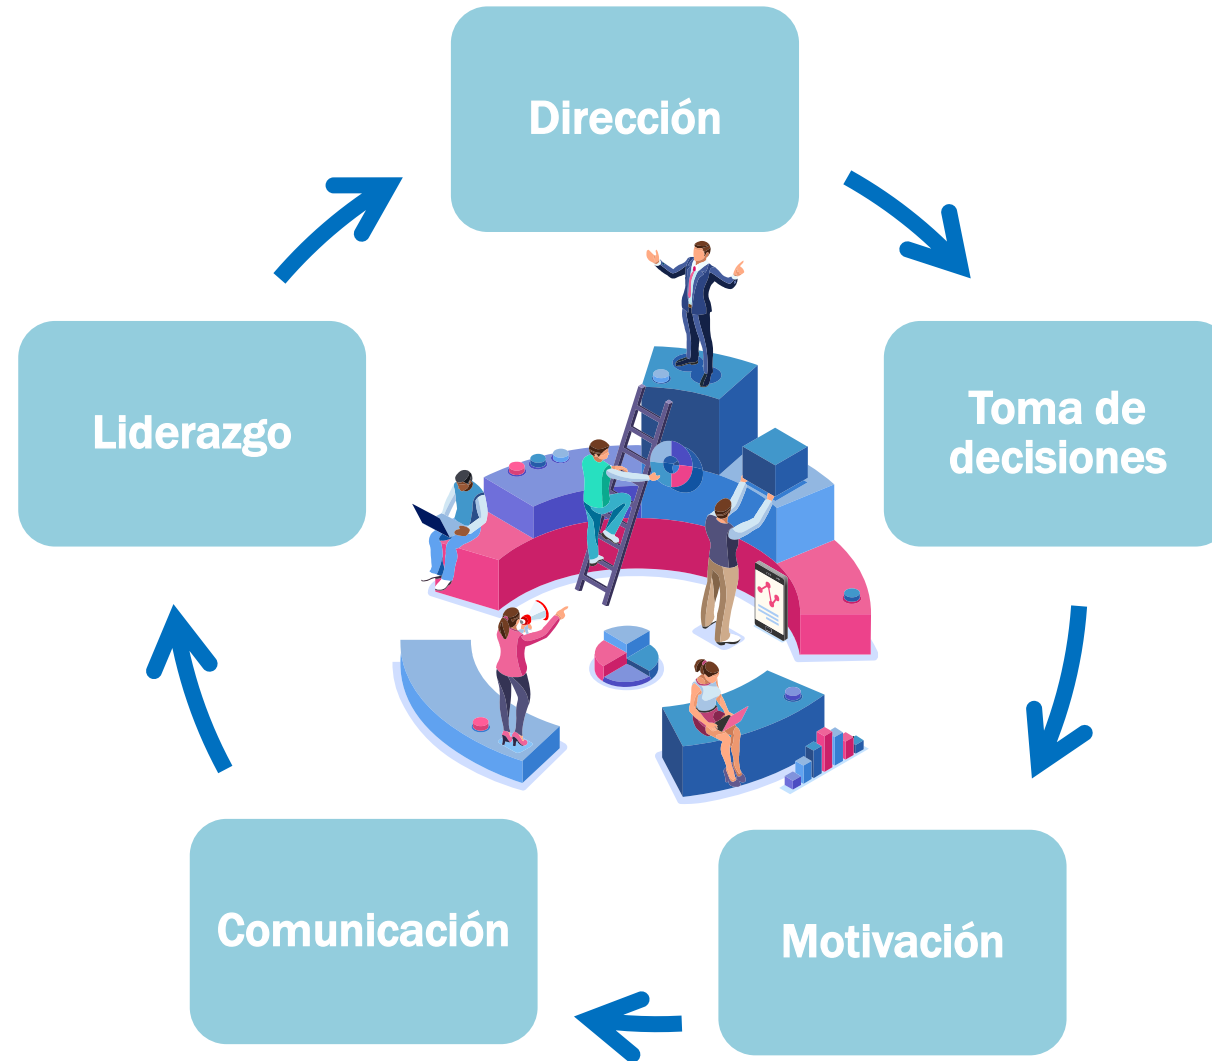 Dirección
Liderazgo
Toma de
decisiones
Comunicación
Motivación